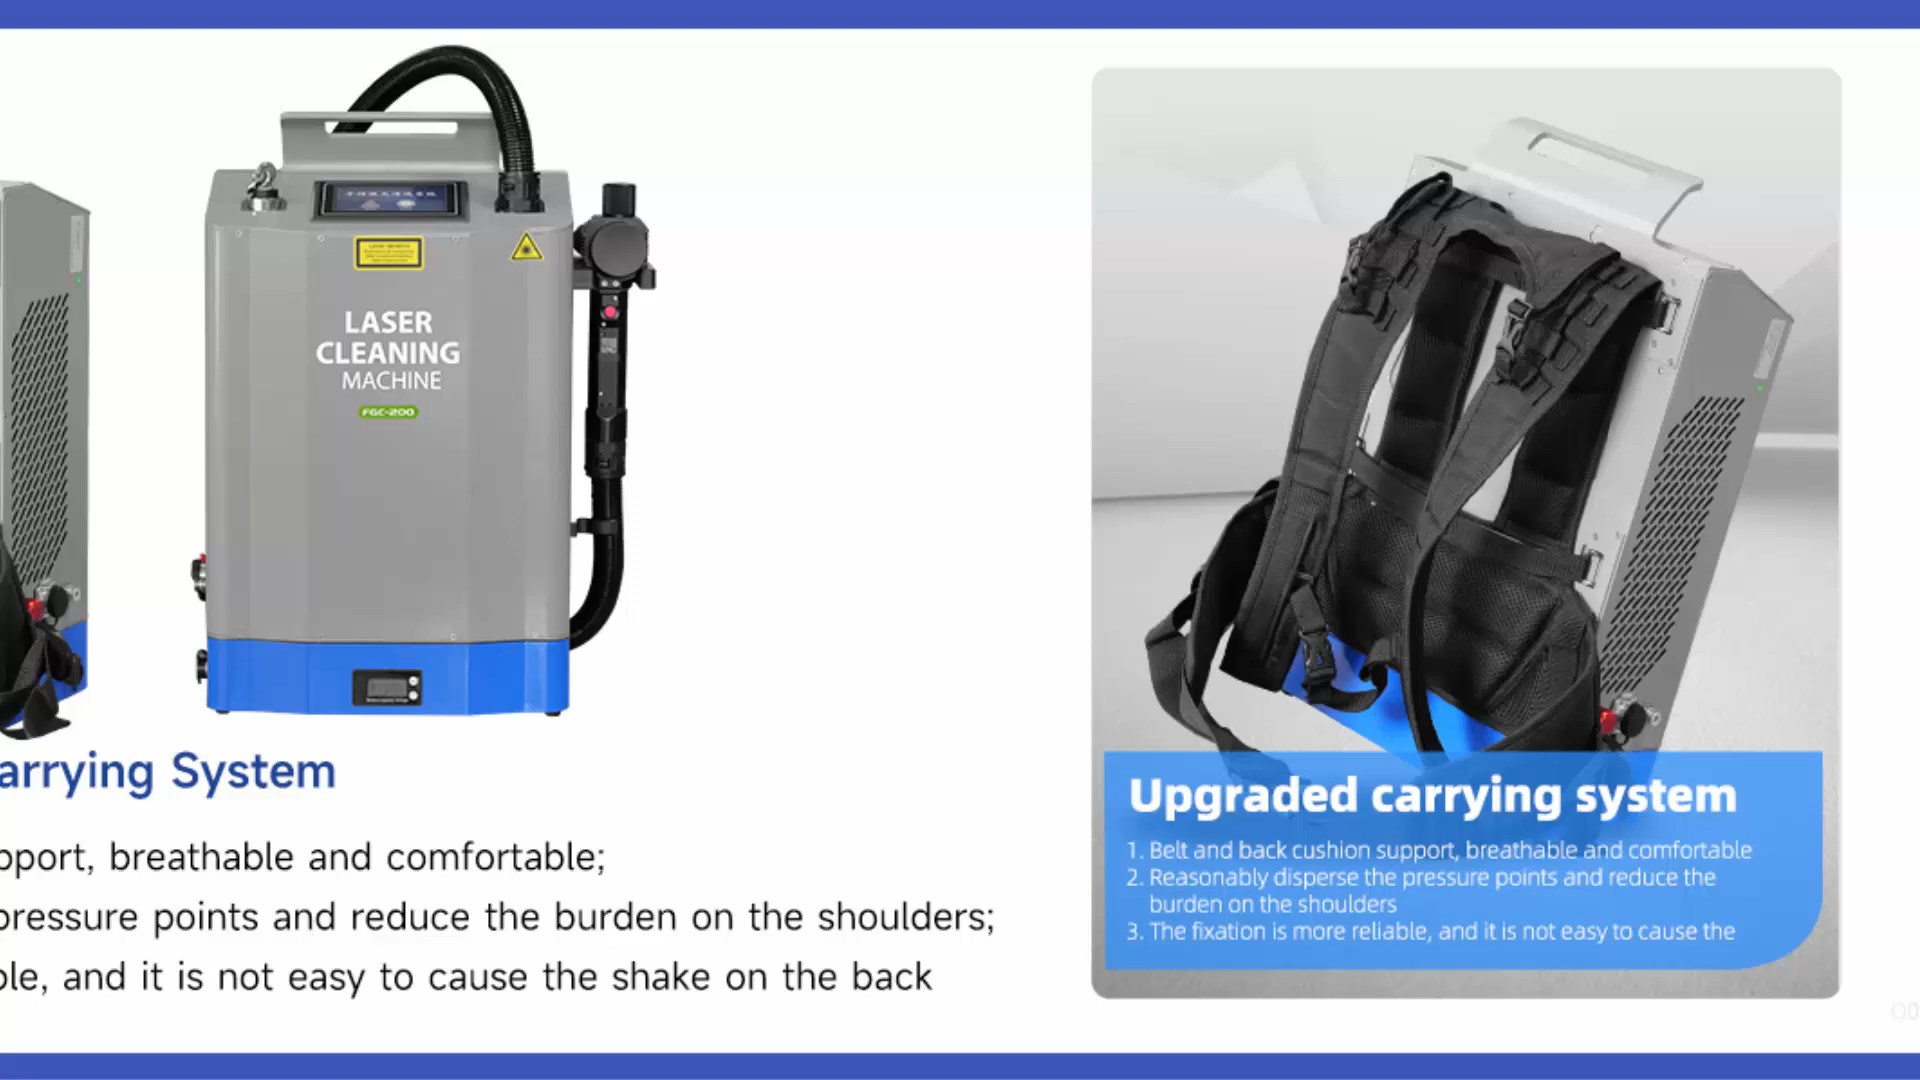 LASER
CLEANING
MACHINE
FGC-200
arrying System
pport, breathable and comfortable;
pressure points and reduce the burden on the shoulders;
ble, and it is not easy to cause the shake on the back
Upgraded carrying system
1. Belt and back cushion support, breathable and comfortable
2. Reasonably disperse the pressure points and reduce the
burden on the shoulders
3. The fixation is more reliable, and it is not easy to cause the